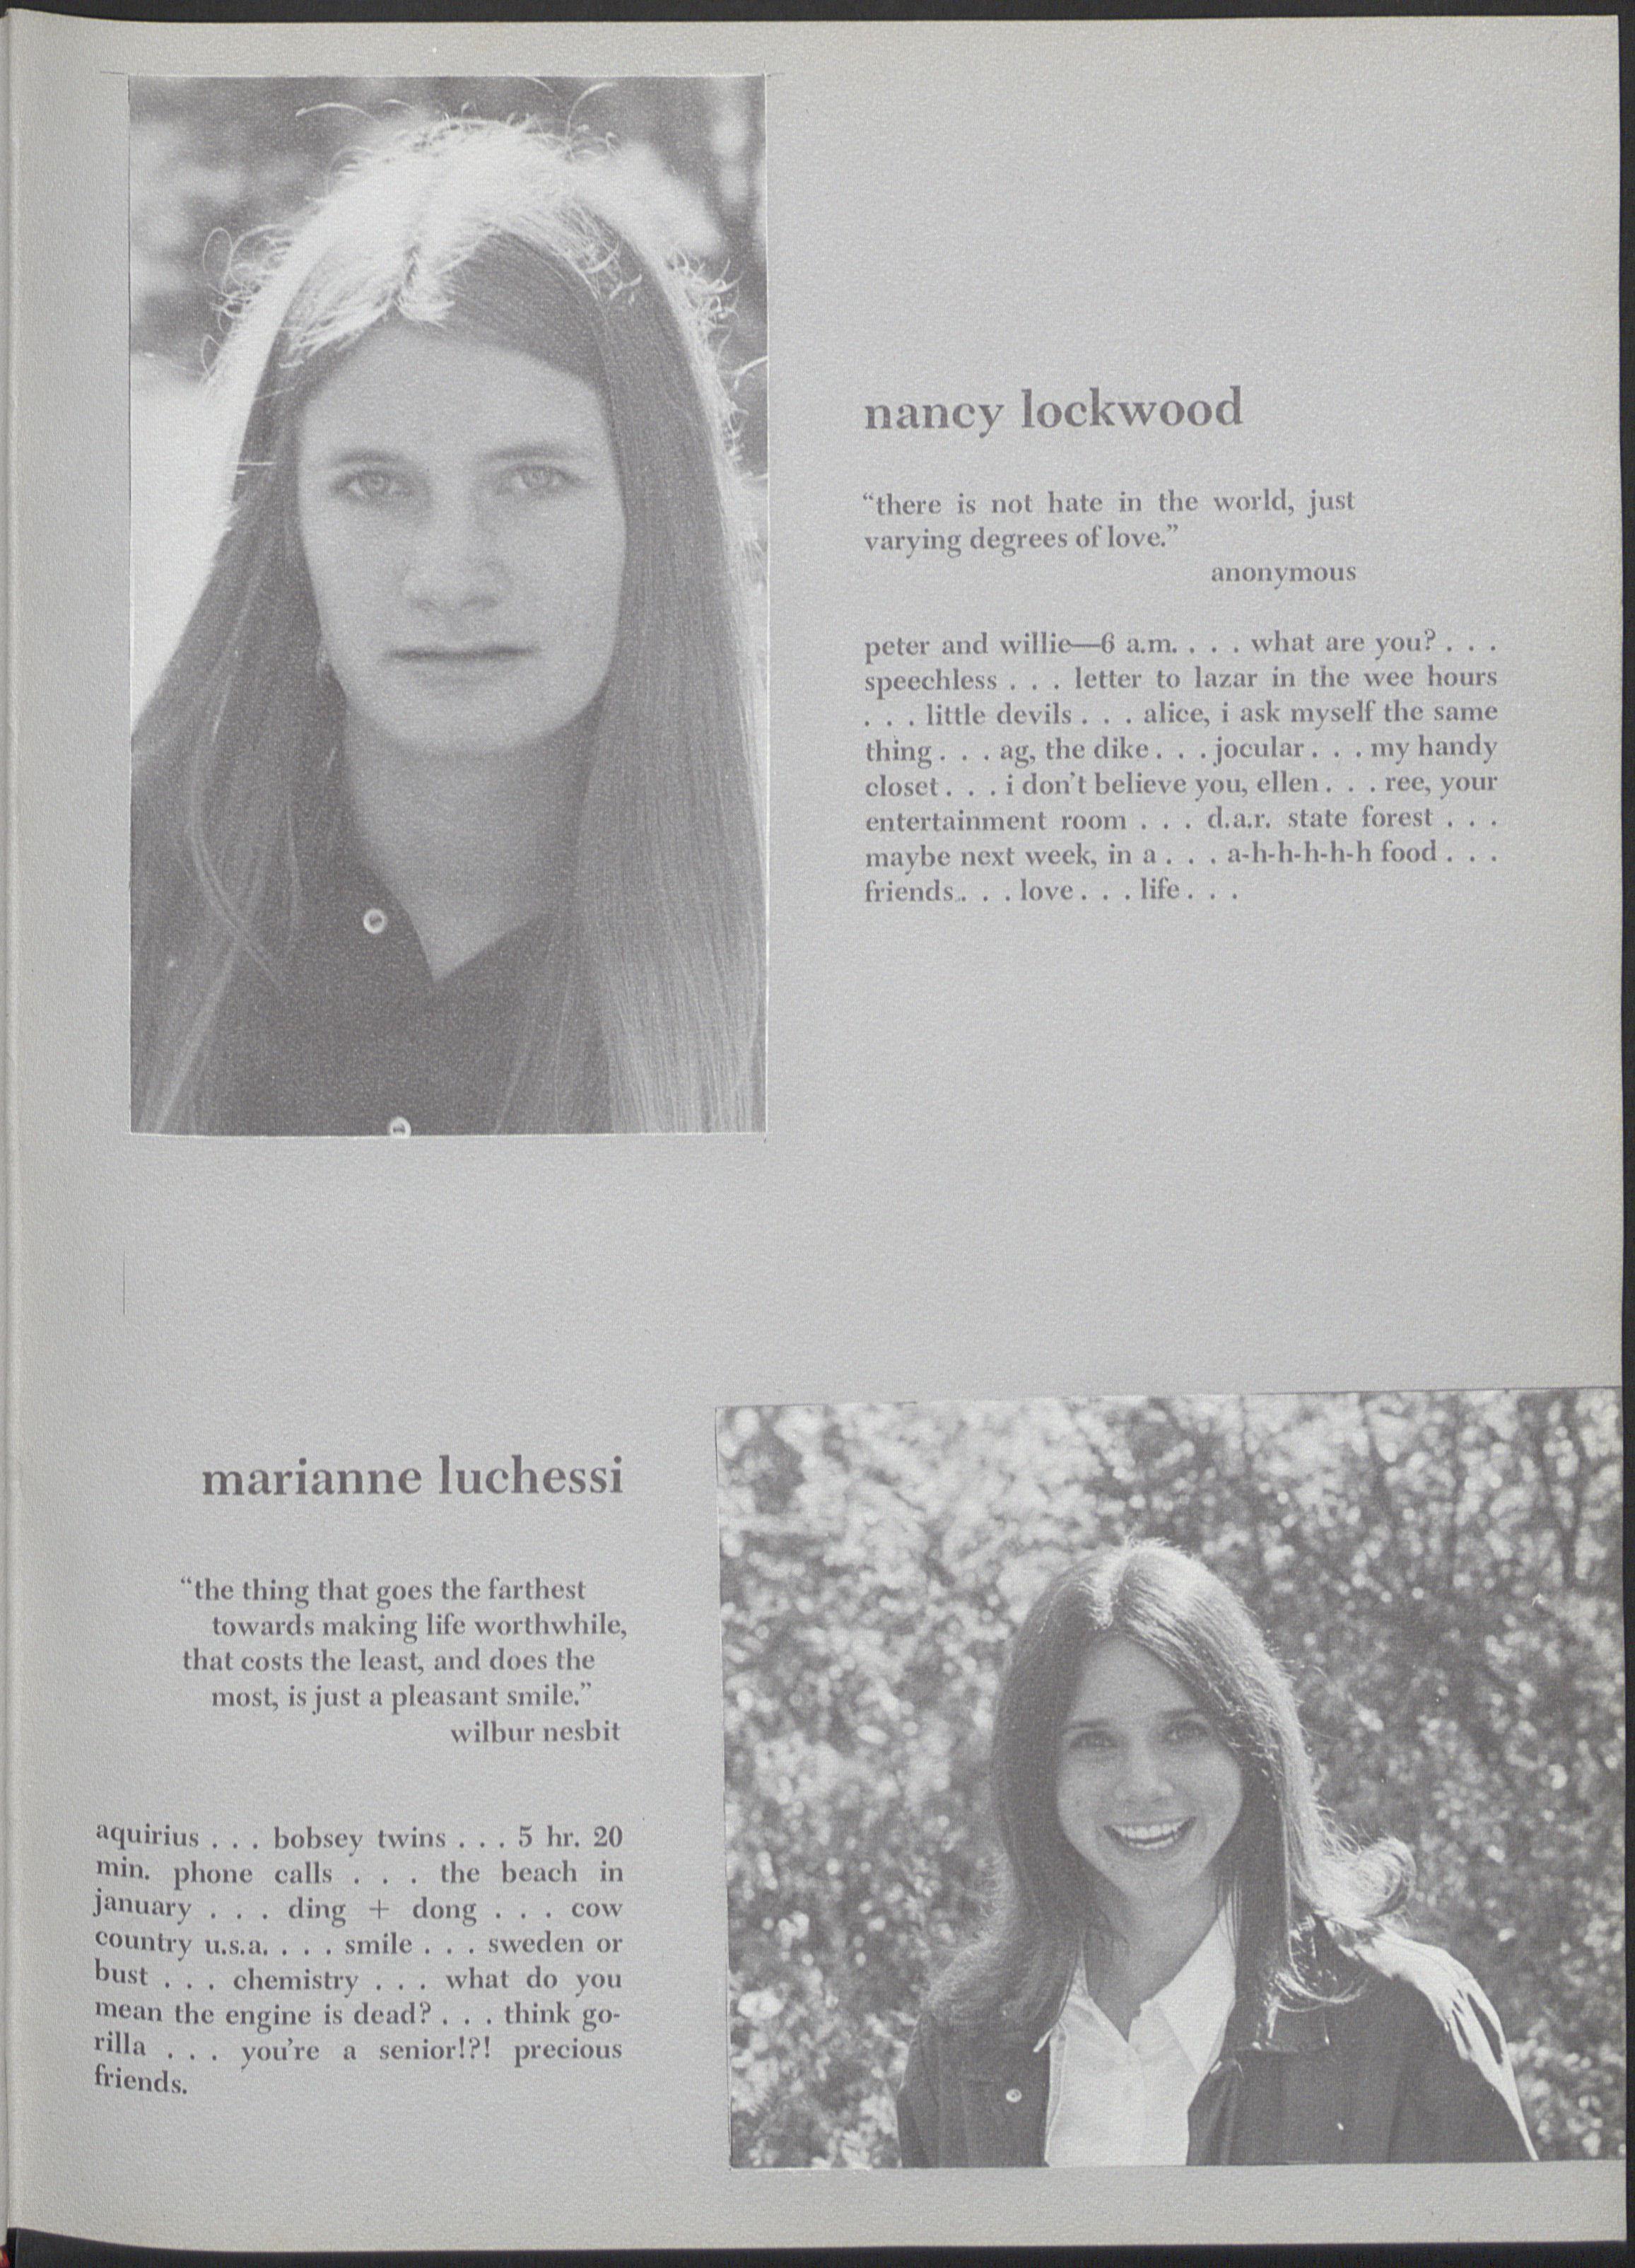 nancy lockwood
“there is not hate in the world, just
varying degrees of love.”
anonymous
peter and willie—6 a.m. . . . what are you? . . .
speechless . . . letter to lazar in the wee hours
. . . little devils . . . alice, i ask myself the same
thing . . . ag, the dike . . . jocular . . . my handy
closet . . . i don’t believe you, ellen . . . ree, your
entertainment room . . . d.a.r. state forest . . .
maybe next week, in a . . . a-h-h-h-h-h food . . .
friends . . . love . . . life . . .
marianne luchessi
“the thing that goes the farthest
towards making life worthwhile,
that costs the least, and does the
most, is just a pleasant smile.”
wilbur nesbit
aquirius . . . bobsey twins . . . 5 hr. 20
min. phone calls . . . the beach in
january . . . ding + dong . . . cow
country u.s.a. . . . smile . . . sweden or
bust . . . chemistry . . . what do you
mean the engine is dead? . . . think go-
rilla . . . you’re a senior!?! precious
friends.